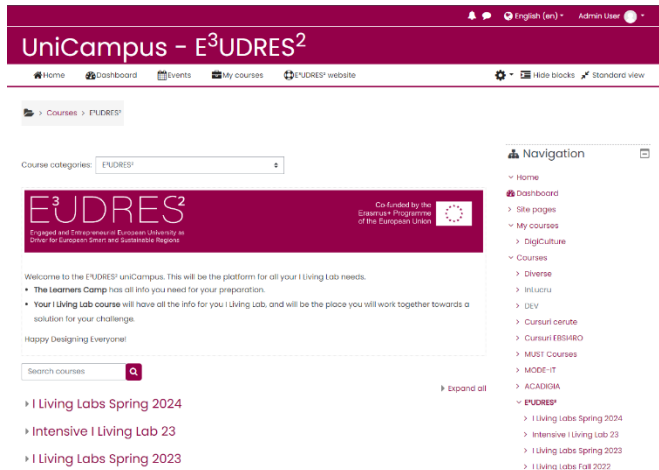 English (en)
Admin User
UniCampus - E³UDRES²
Home
Dashboard
Events
My courses
E³UDRES² website
Hide blocks
Standard view
> Courses > E³UDRES²
Course categories: E³UDRES²
E³UDRES²
Engaged and Entrepreneurial European University as
Driver for European Smart and Sustainable Regions
Co-funded by the
Erasmus+ Programme
of the European Union
Welcome to the E³UDRES² uniCampus. This will be the platform for all your I Living Lab needs.
• The Learners Camp has all info you need for your preparation.
• Your I Living Lab course will have all the info for you I Living Lab, and will be the place you will work together towards a
solution for your challenge.
Happy Designing Everyone!
Search courses
Expand all
I Living Labs Spring 2024
Intensive I Living Lab 23
I Living Labs Spring 2023
Navigation
Home
Dashboard
Site pages
My courses
DigiCulture
Courses
Diverse
InLucru
DEV
Cursuri cerute
Cursuri EBSI4RO
MUST Courses
MODE-IT
ACADIGIA
E³UDRES²
I Living Labs Spring 2024
Intensive I Living Lab 23
I Living Labs Spring 2023
I Living Labs Fall 2022